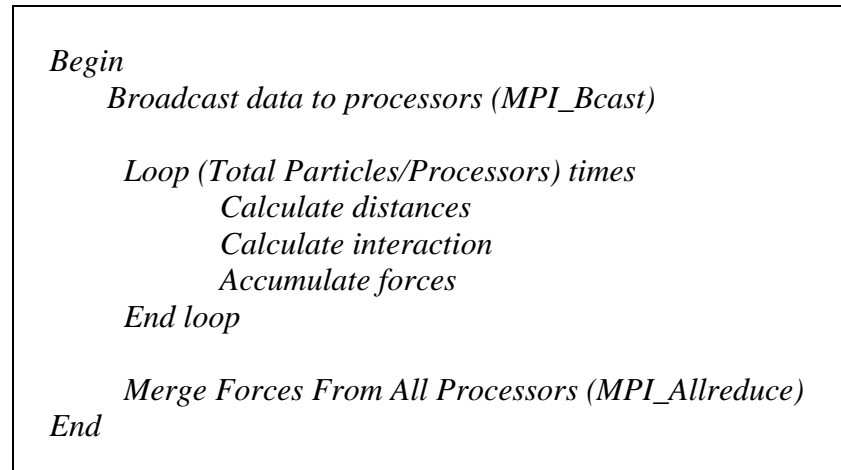 Begin
Broadcast data to processors (MPI_Bcast)
Loop (Total Particles/Processors) times
Calculate distances
Calculate interaction
Accumulate forces
End loop
Merge Forces From All Processors (MPI_Allreduce)
End